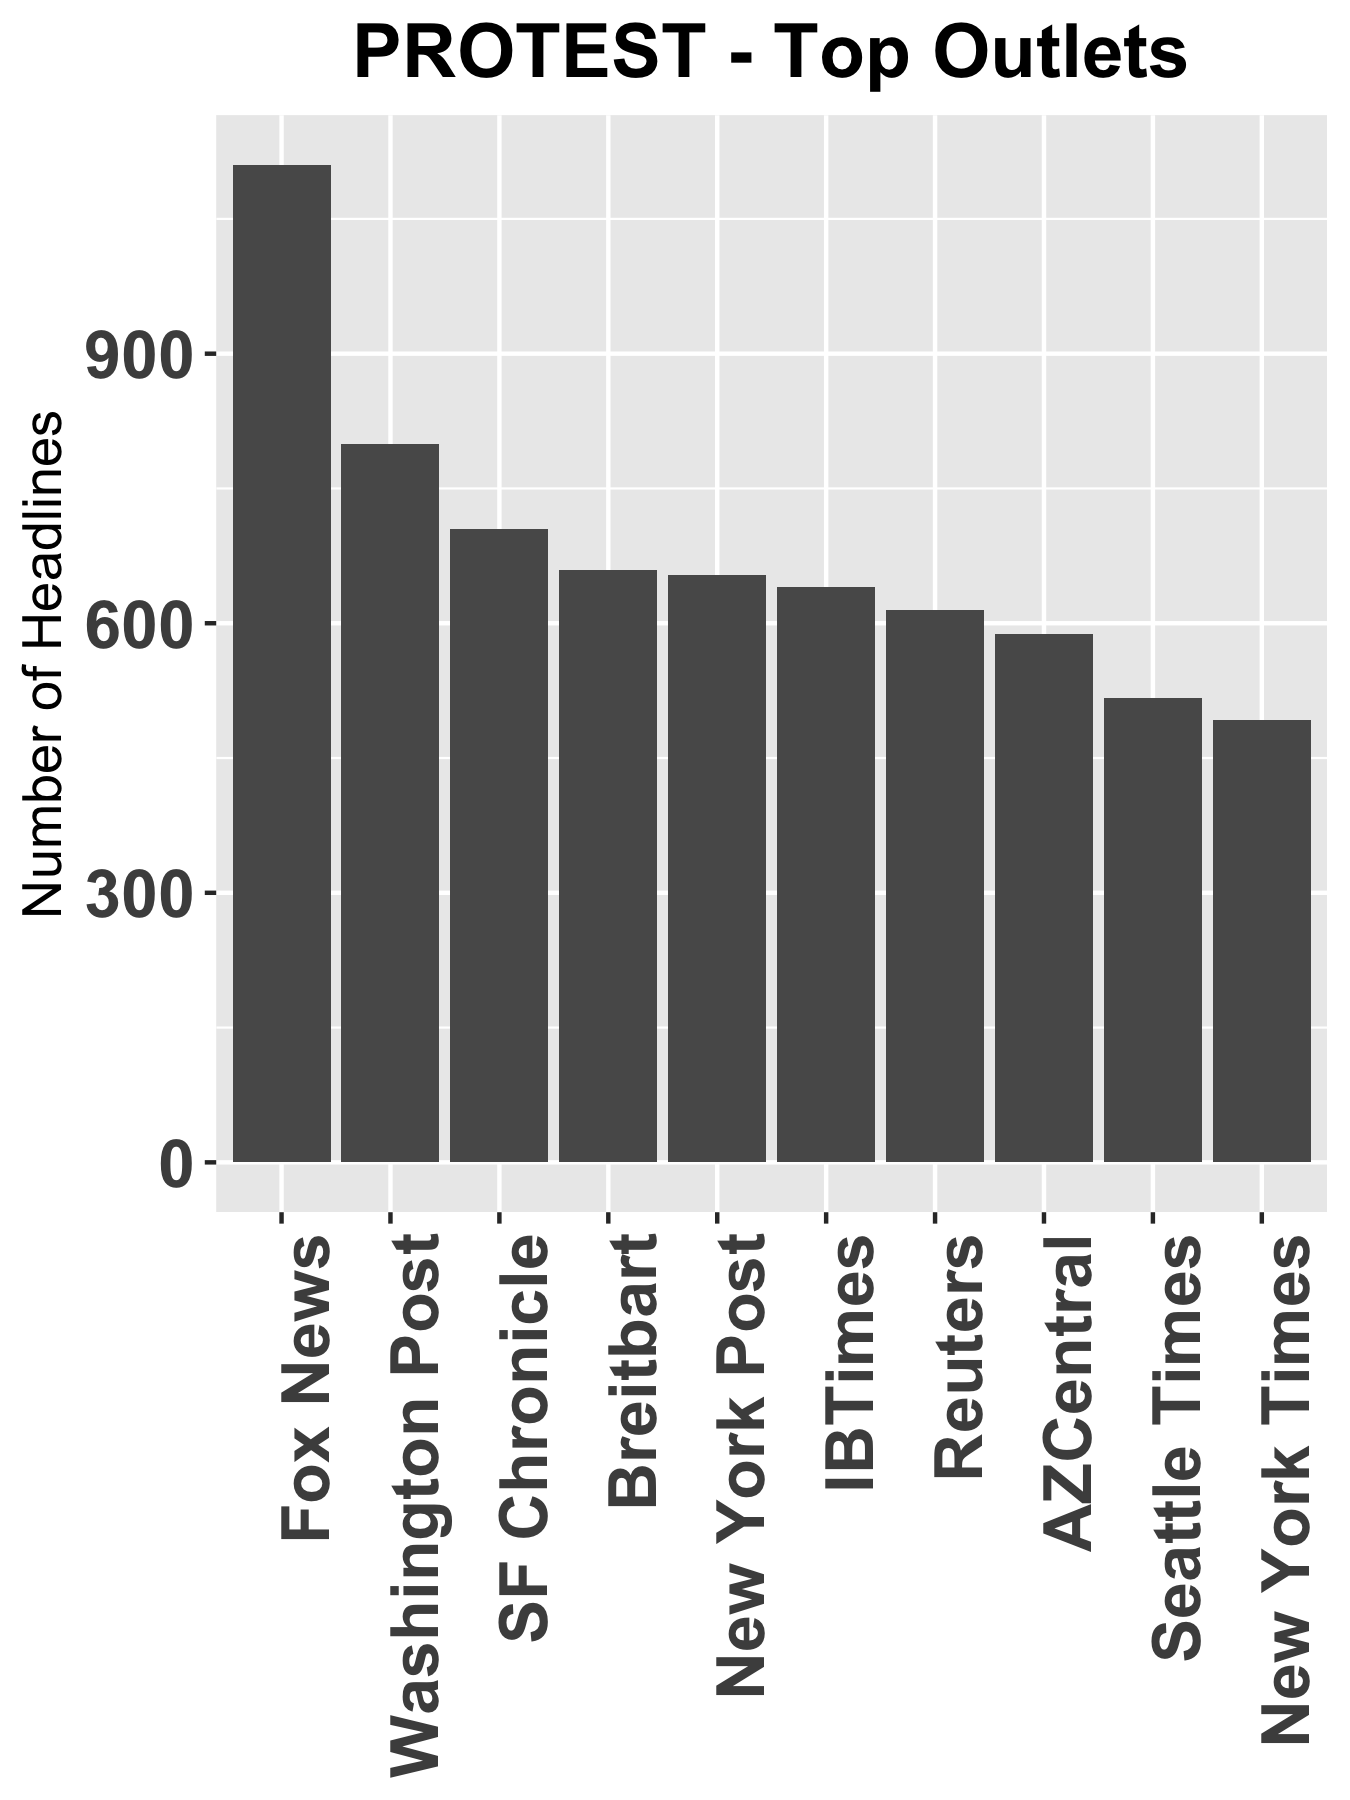 PROTEST - Top Outlets
Number of Headlines
900
600
300
0
Fox News
Washington Post
SF Chronicle
Breitbart
New York Post
IBTimes
Reuters
AZCentral
Seattle Times
New York Times